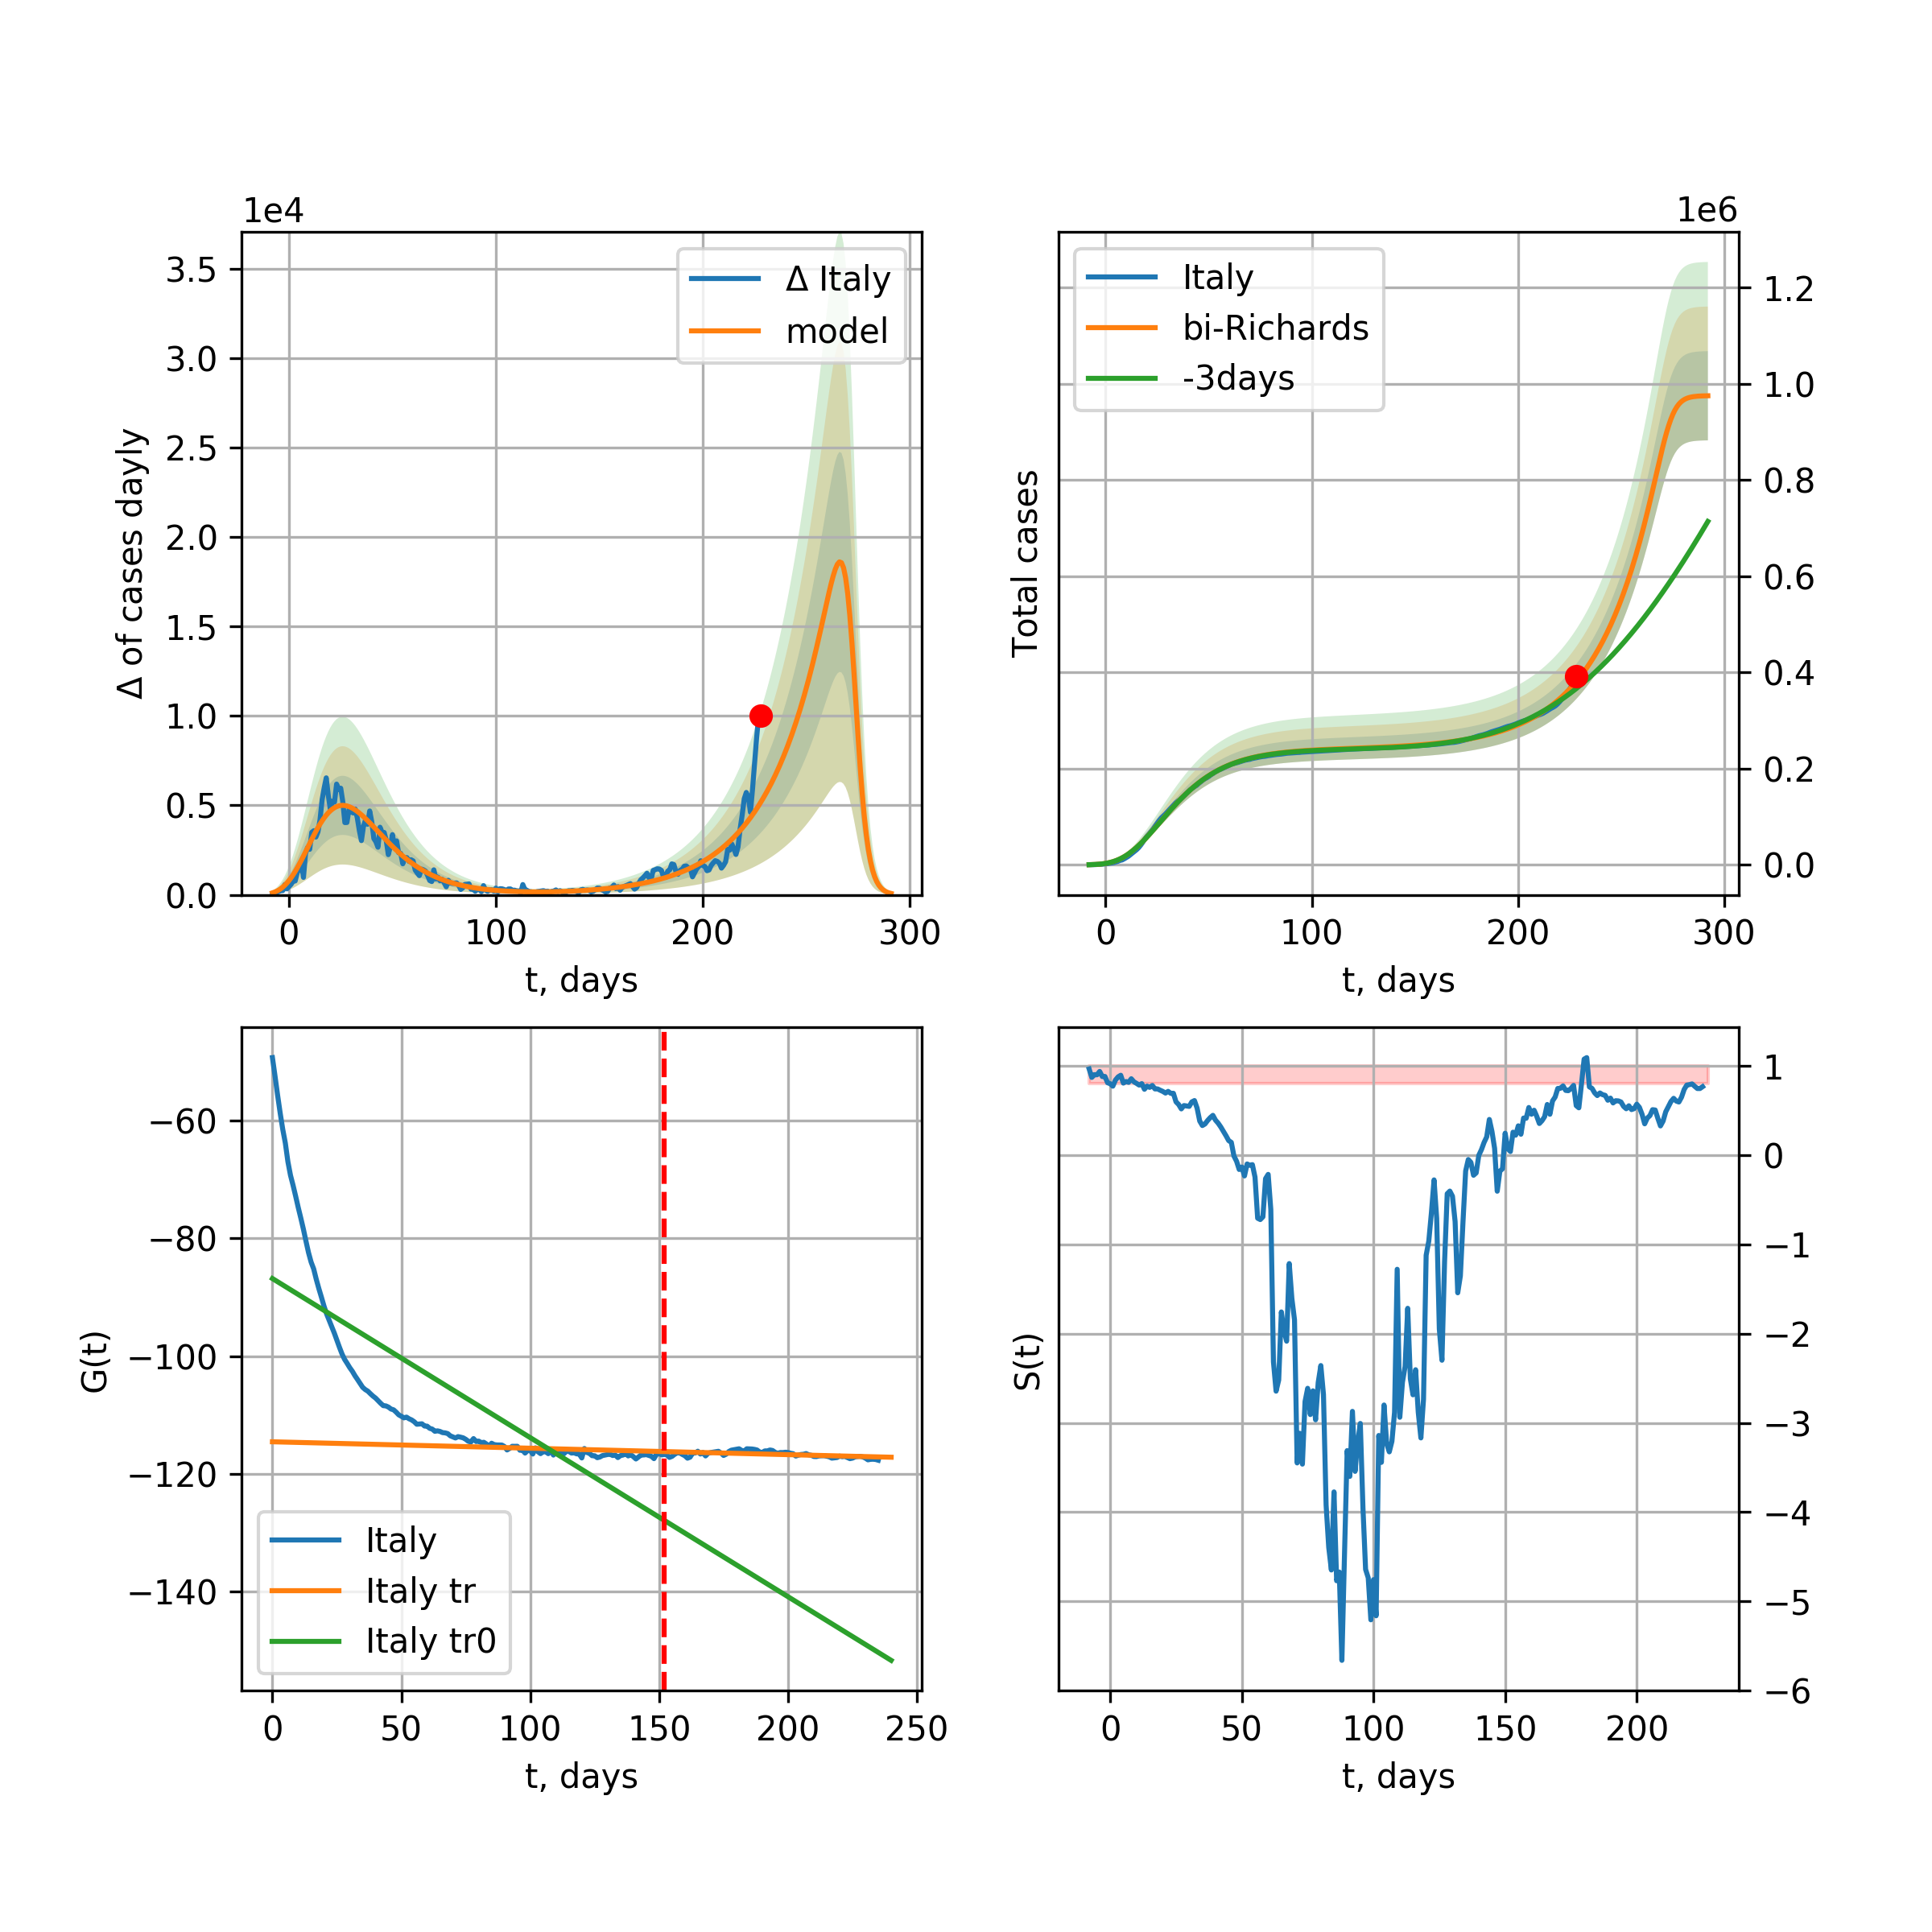 1e4
3.5
3.0
2.5
2.0
1.5
1.0
0.5
0.0
Δ of cases dayly
Δ Italy
model
0 100 200 300
t, days
1e6
1.2
1.0
0.8
0.6
0.4
0.2
0.0
Total cases
Italy
bi-Richards
-3days
0 100 200 300
t, days
−60
−80
−100
−120
−140
G(t)
Italy
Italy tr
Italy tr0
0 50 100 150 200 250
t, days
1
0
−1
−2
−3
−4
−5
−6
S(t)
0 50 100 150 200
t, days